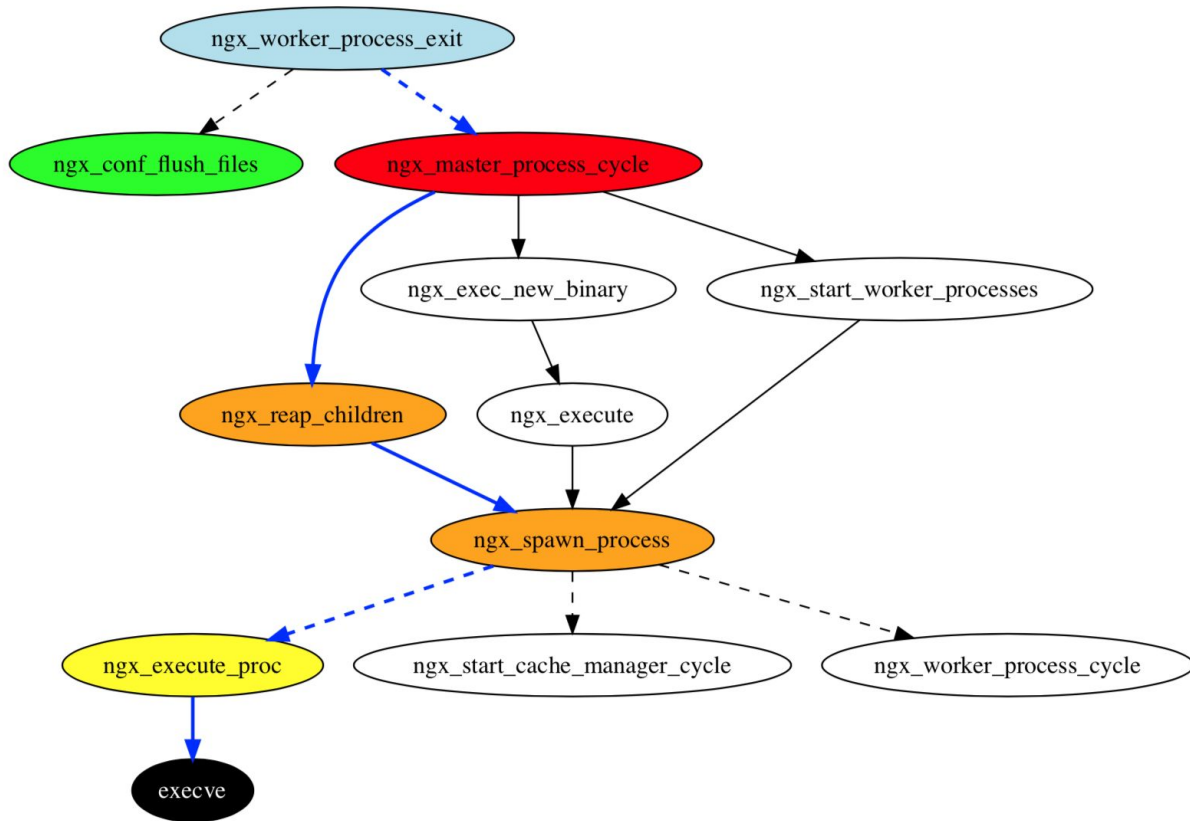 ngx_worker_process_exit
ngx_conf_flush_files
ngx_master_process_cycle
ngx_exec_new_binary
ngx_start_worker_processes
ngx_reap_children
ngx_execute
ngx_spawn_process
ngx_execute_proc
ngx_start_cache_manager_cycle
ngx_worker_process_cycle
execve